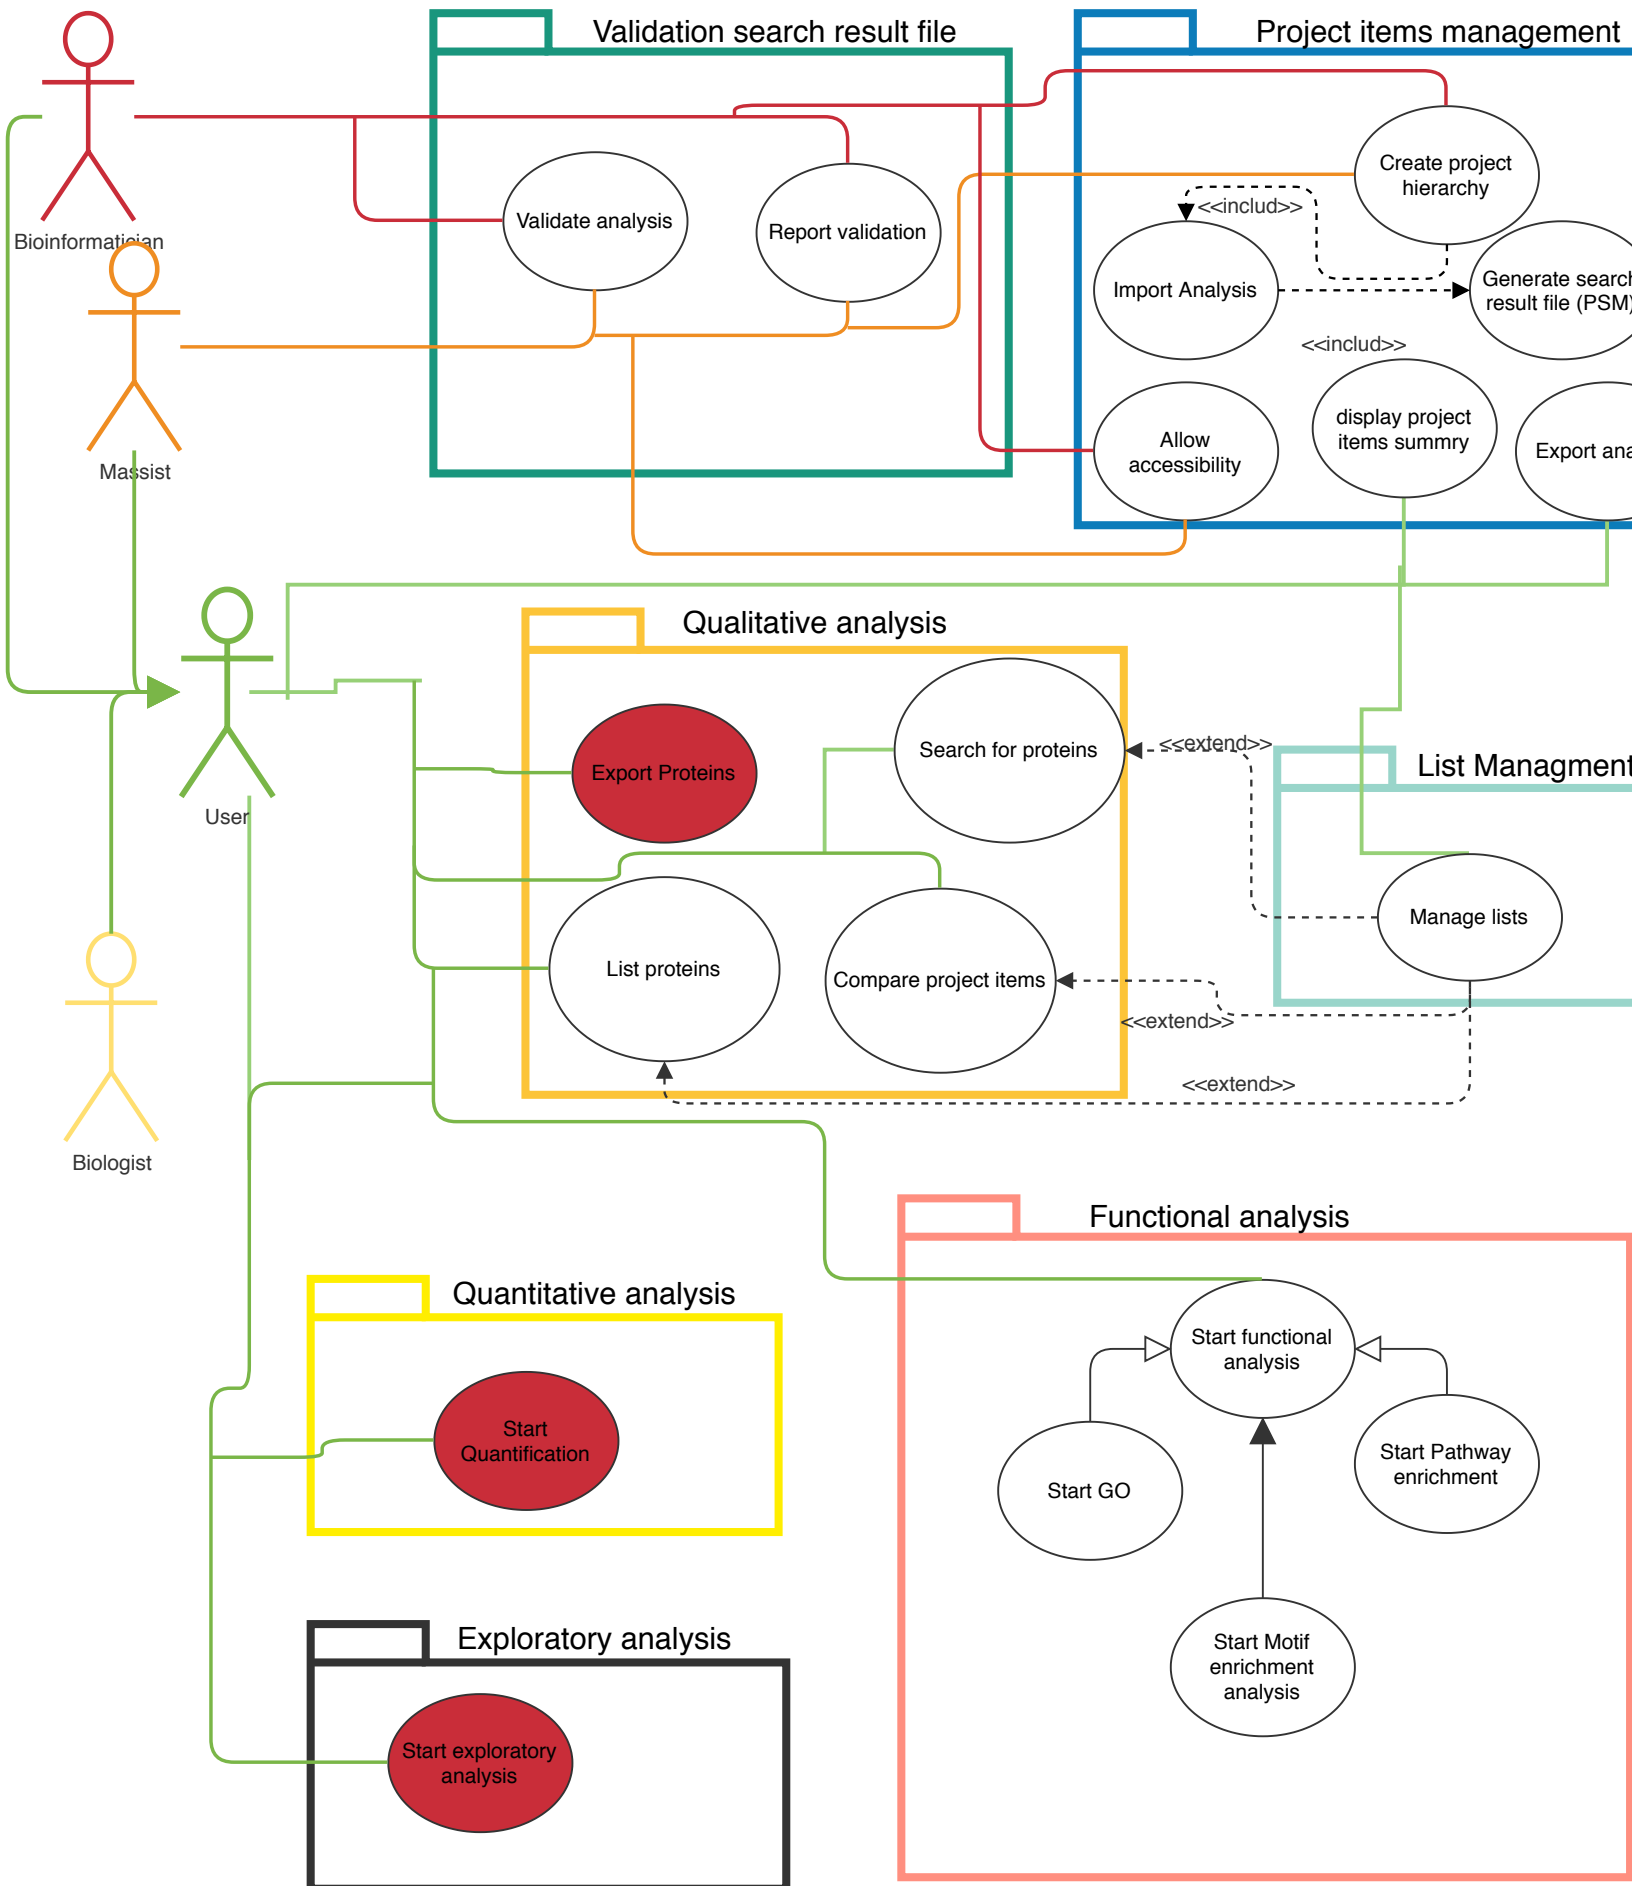 Validation search result file
Project items management
Bioinformatician
Validate analysis
Report validation
Create project
hierarchy
<<includ>>
Import Analysis
Generate search
result file (PSM)
<<includ>>
Massist
Allow
accessibility
display project
items summry
Export ana
User
Qualitative analysis
Export Proteins
Search for proteins
<<extend>>
List Managment
List proteins
Compare project items
Manage lists
<<extend>>
<<extend>>
Biologist
Functional analysis
Quantitative analysis
Start functional
analysis
Start
Quantification
Start GO
Start Pathway
enrichment
Exploratory analysis
Start Motif
enrichment
analysis
Start exploratory
analysis